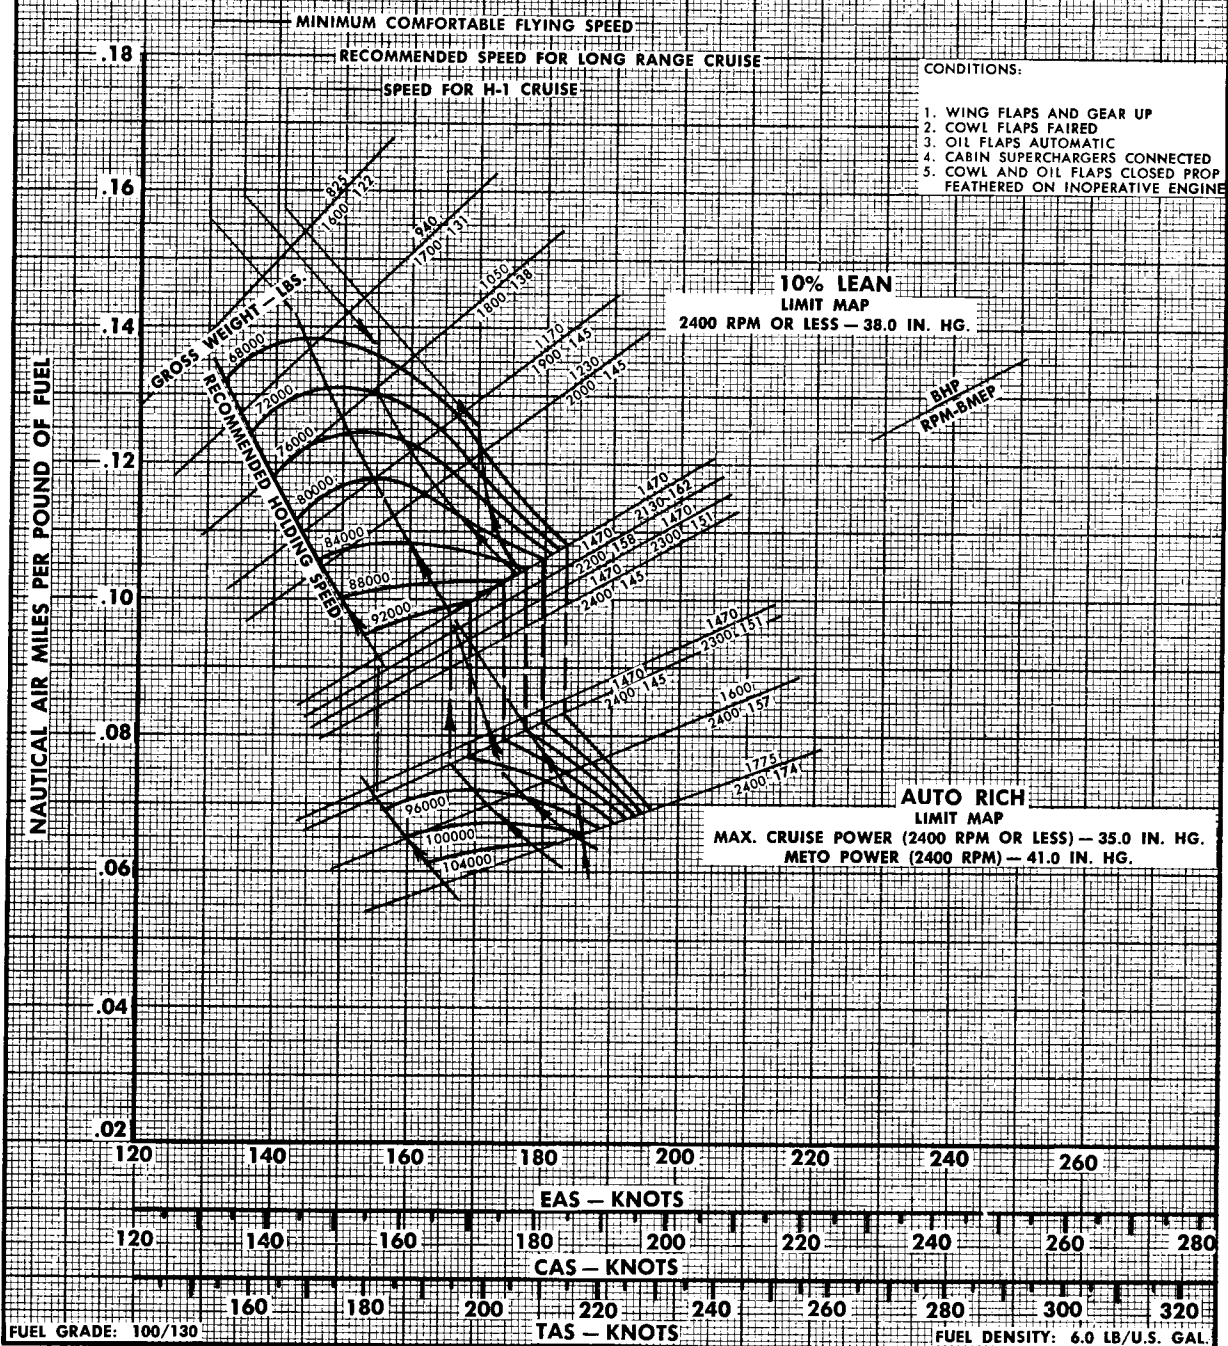 MINIMUM COMFORTABLE FLYING SPEED
RECOMMENDED SPEED FOR LONG RANGE CRUISE
SPEED FOR H-1 CRUISE
CONDITIONS:
1. WING FLAPS AND GEAR UP
2. COWL FLAPS FAIRED
3. OIL FLAPS AUTOMATIC
4. CABIN SUPERCHARGERS CONNECTED
5. COWL AND OIL FLAPS CLOSED PROP
FEATHERED ON INOPERATIVE ENGINE
.18
.16
.14
.12
.10
.08
.06
.04
.02
NAUTICAL AIR MILES PER POUND OF FUEL
825
1600-122
940
1700-131
1050
1800-138
1170
1900-145
1230
2000-145
10% LEAN
LIMIT MAP
2400 RPM OR LESS — 38.0 IN. HG.
BHP
RPM-BMEP
GROSS WEIGHT — LBS.
RECOMMENDED HOLDING SPEED
68000
72000
76000
80000
84000
88000
92000
1470
2130-162
1470
2200-158
1470
2300-151
1470
2400-145
1470
2300-151
1470
2400-145
1600
2400-157
1775
2400-174
96000
100000
104000
AUTO RICH
LIMIT MAP
MAX. CRUISE POWER (2400 RPM OR LESS) — 35.0 IN. HG.
METO POWER (2400 RPM) — 41.0 IN. HG.
120 140 160 180 200 220 240 260
EAS — KNOTS
120 140 160 180 200 220 240 260 280
CAS — KNOTS
160 180 200 220 240 260 280 300 320
TAS — KNOTS
FUEL GRADE: 100/130
FUEL DENSITY: 6.0 LB/U.S. GAL.